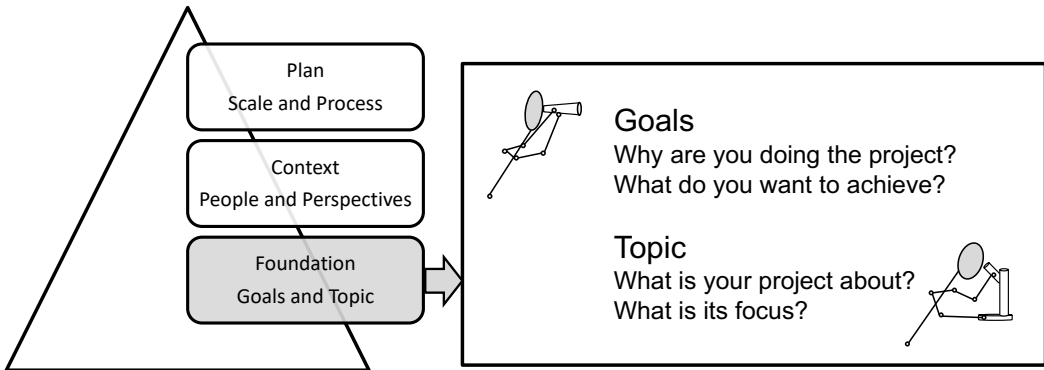 Plan
Scale and Process
Context
People and Perspectives
Foundation
Goals and Topic
Goals
Why are you doing the project?
What do you want to achieve?
Topic
What is your project about?
What is its focus?